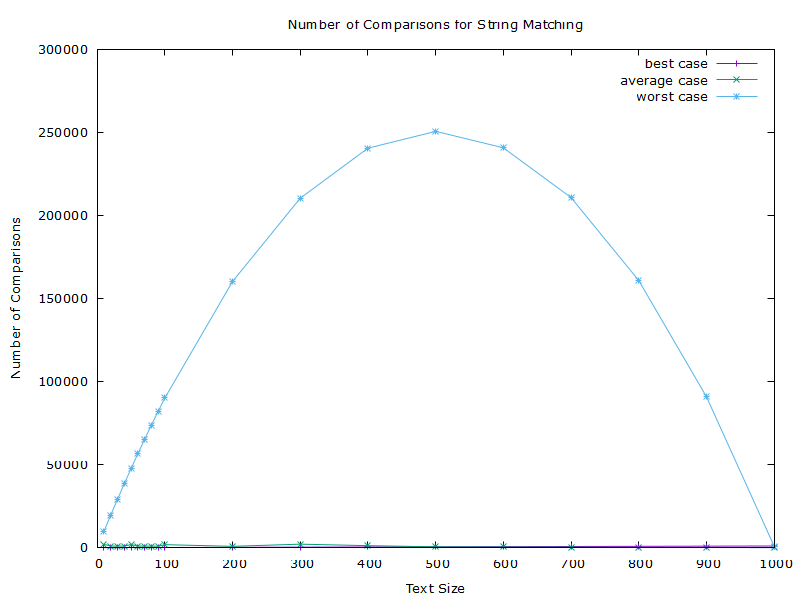 Number of Comparisons for String Matching
best case
average case
worst case
300000
250000
200000
150000
100000
50000
0
Number of Comparisons
0 100 200 300 400 500 600 700 800 900 1000
Text Size